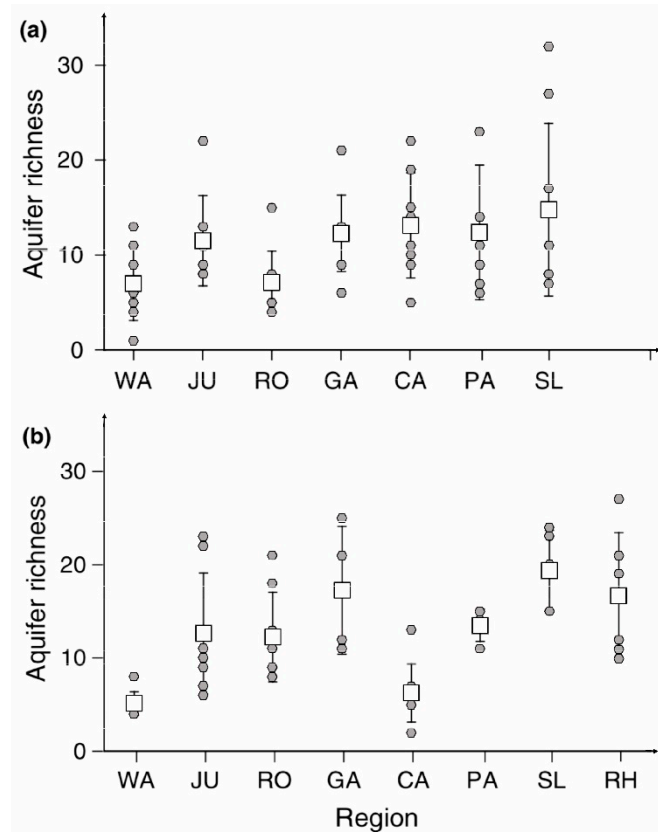 (a)
Aquifer richness
30
20
10
0
WA JU RO GA CA PA SL
(b)
Aquifer richness
30
20
10
0
WA JU RO GA CA PA SL RH
Region